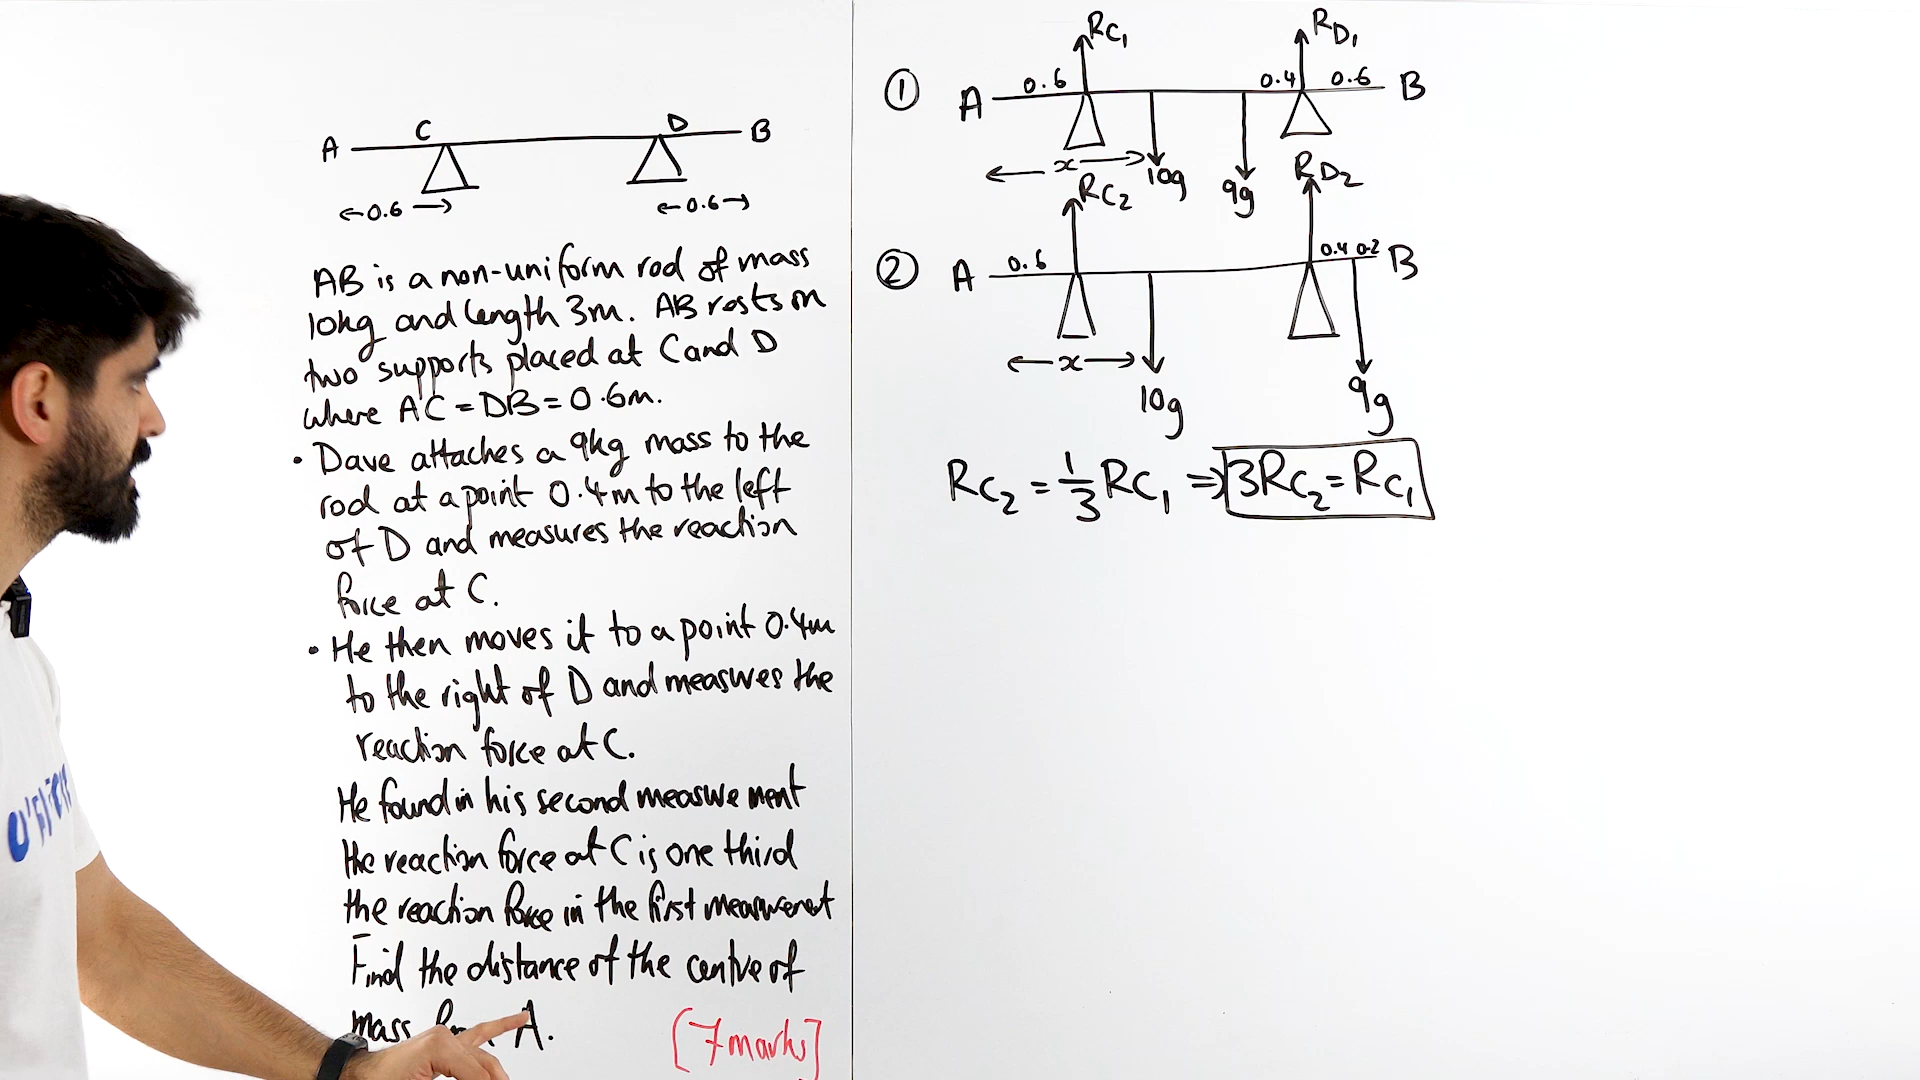 A C D B
←0.6→ ←0.6→
AB is a non-uniform rod of mass
10kg and length 3m. AB rests on
two supports placed at C and D
where AC = DB = 0.6m.
• Dave attaches a 9kg mass to the
rod at a point 0.4m to the left
of D and measures the reaction
force at C.
• He then moves it to a point 0.4m
to the right of D and measures the
reaction force at C.
He found in his second measurement
the reaction force at C is one third
the reaction force in the first measurement
Find the distance of the centre of
mass A.
[7 marks]
RC₁ RD₁
① A 0.6 0.4 0.6 B
← x → 10g 9g
RC₂ RD₂
② A 0.6 0.4 0.2 B
← x →
10g 9g
RC₂ = 1/3 RC₁ ⇒ 3RC₂ = RC₁